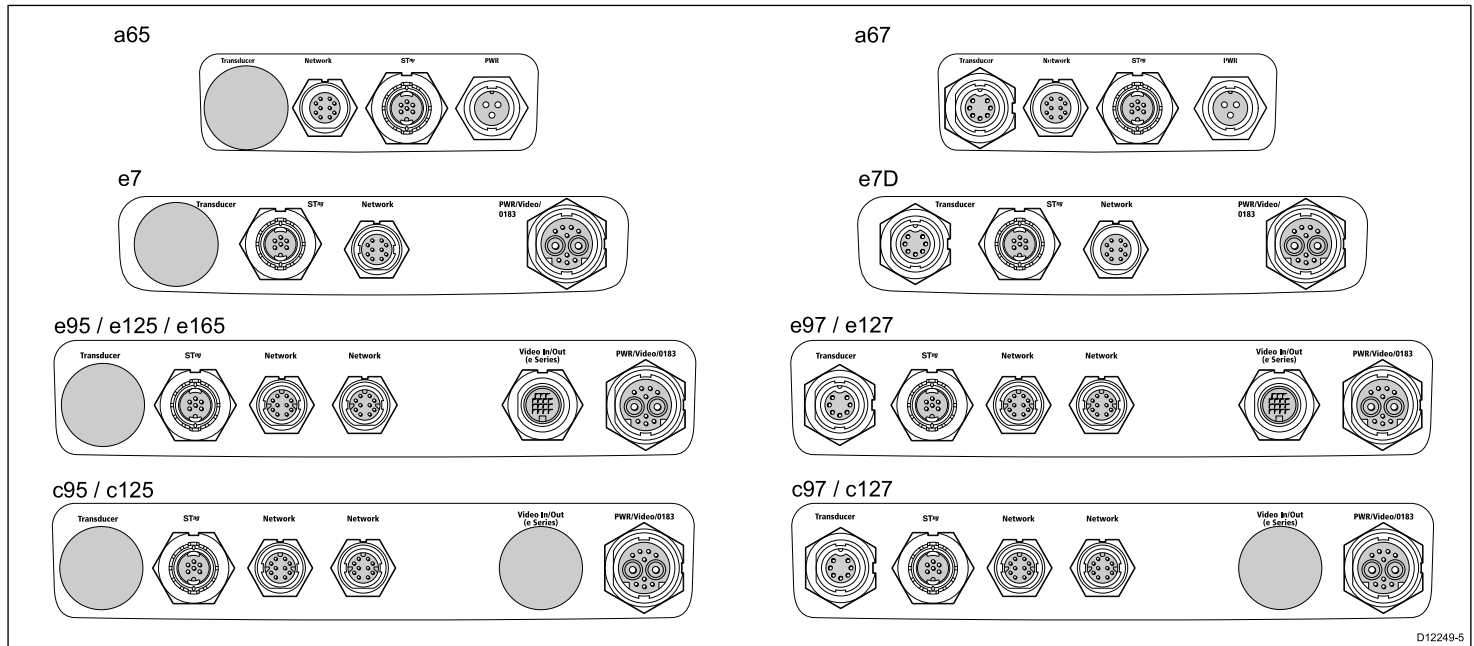 a65
Transducer Network STng PWR
a67
Transducer Network STng PWR
e7
Transducer STng Network PWR/Video/
0183
e7D
Transducer STng Network PWR/Video/
0183
e95 / e125 / e165
Transducer STng Network Network Video In/Out PWR/Video/0183
(e Series)
e97 / e127
Transducer STng Network Network Video In/Out PWR/Video/0183
(e Series)
c95 / c125
Transducer STng Network Network Video In/Out PWR/Video/0183
(e Series)
c97 / c127
Transducer STng Network Network Video In/Out PWR/Video/0183
(e Series)
D12249-5